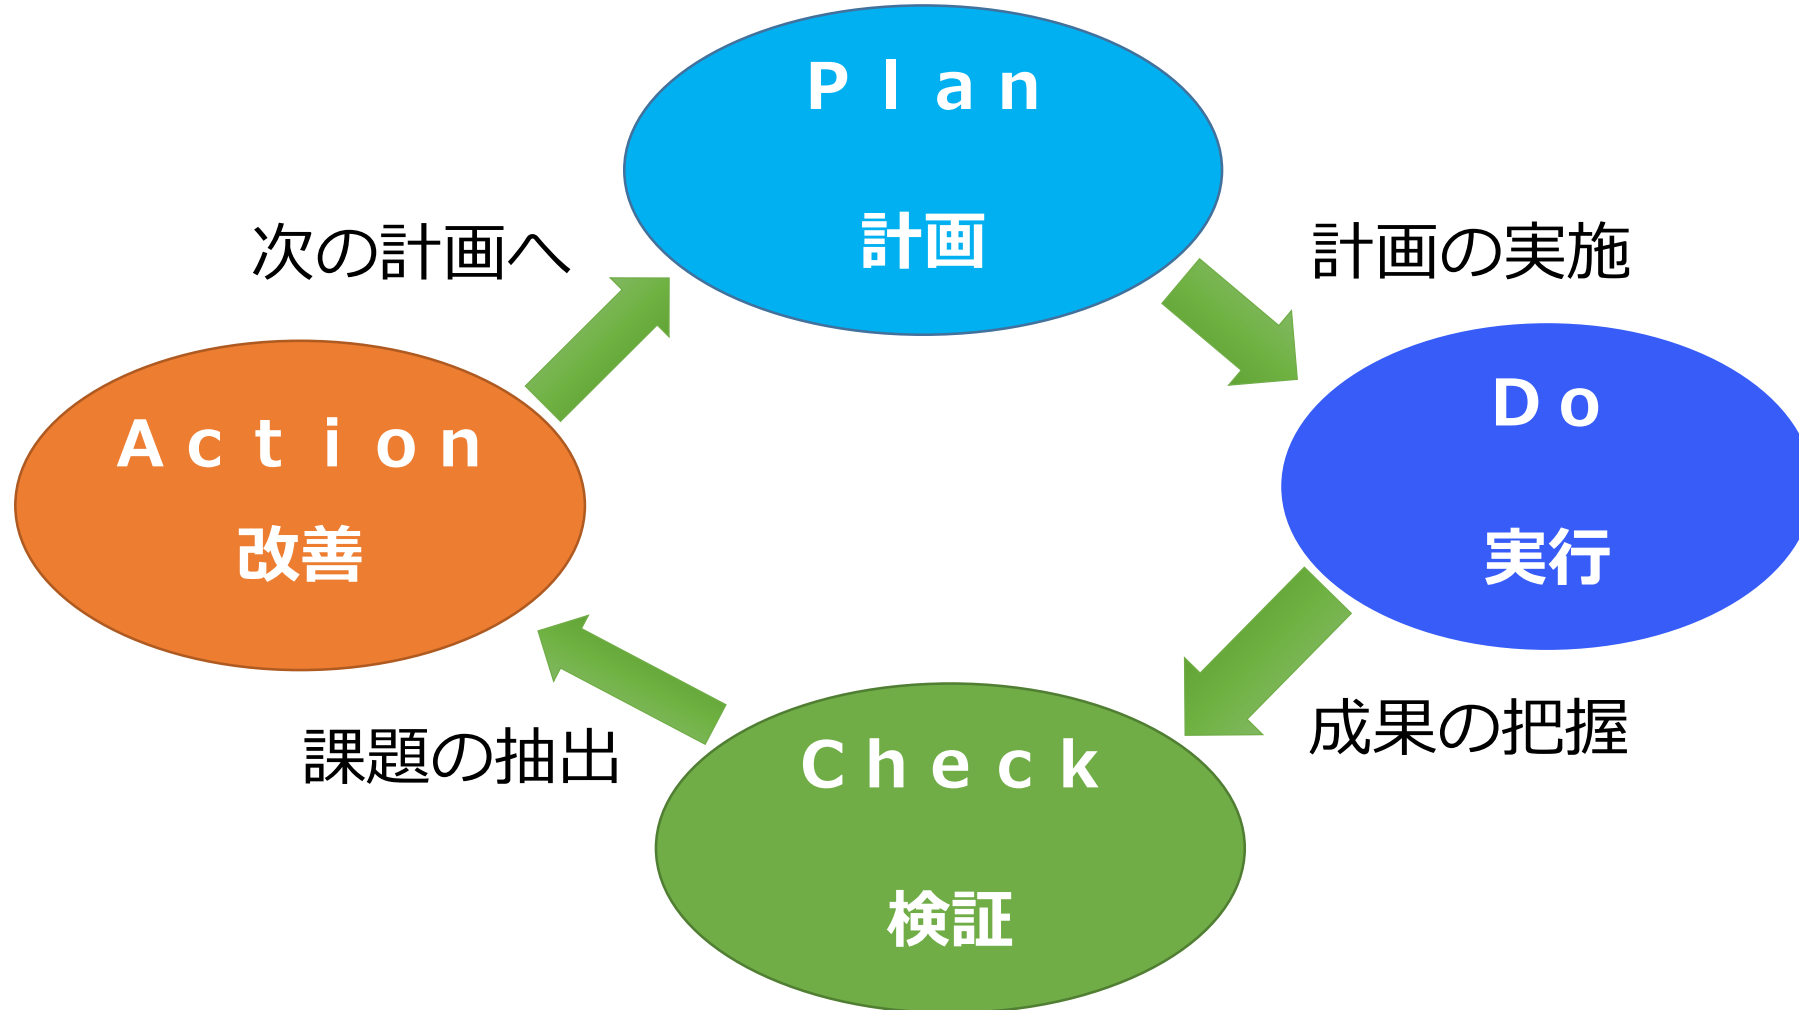 Ｐｌａｎ
計画
次の計画へ
計画の実施
Ｄｏ
実行
Ａｃｔｉｏｎ
改善
成果の把握
課題の抽出
Ｃｈｅｃｋ
検証